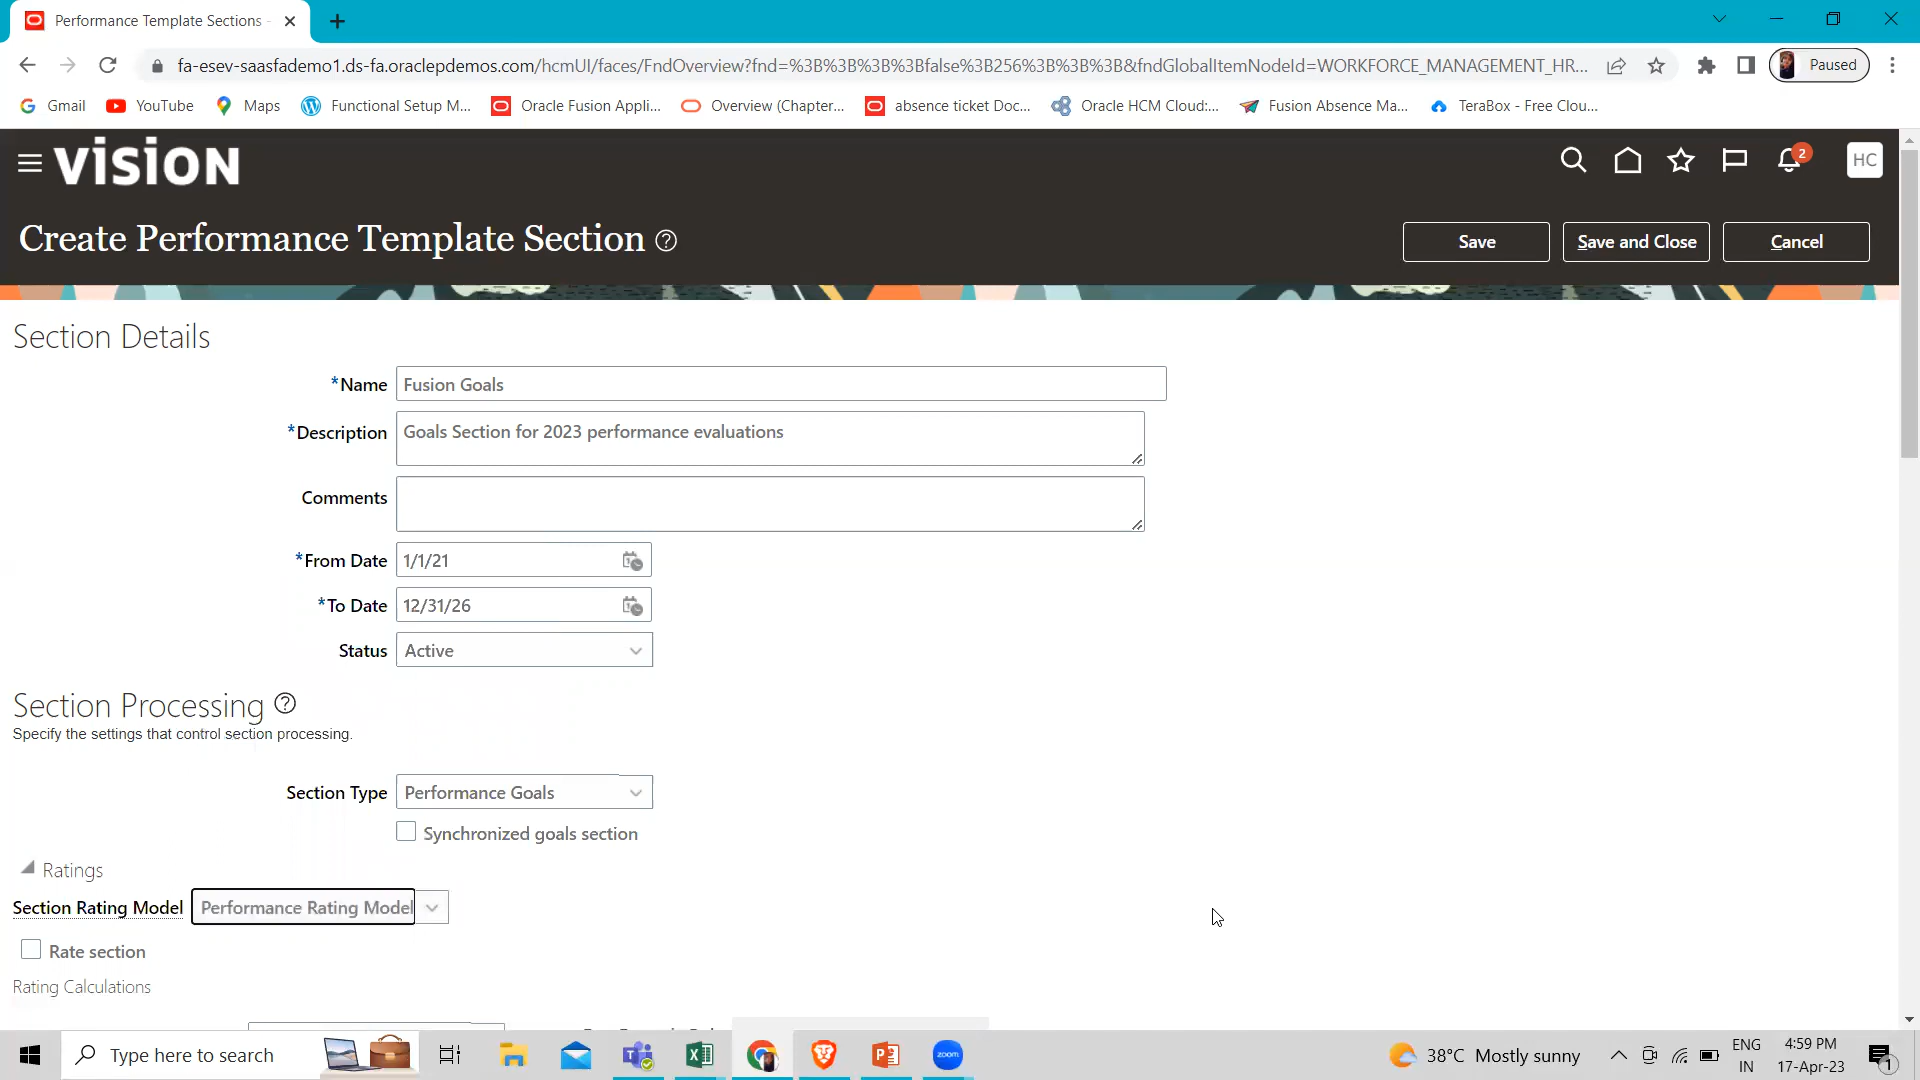 Performance Template Sections -
fa-esev-saasfademo1.ds-fa.oraclepdemos.com/hcmUI/faces/FndOverview?fnd=%3B%3B%3B%3Bfalse%3B256%3B%3B%3B&fndGlobalItemNodeId=WORKFORCE_MANAGEMENT_HR...
Paused
Gmail
YouTube
Maps
Functional Setup M...
Oracle Fusion Appli...
Overview (Chapter...
absence ticket Doc...
Oracle HCM Cloud:...
Fusion Absence Ma...
TeraBox - Free Clou...
VISION
2
HC
Create Performance Template Section
Save
Save and Close
Cancel
Section Details
*Name Fusion Goals
*Description Goals Section for 2023 performance evaluations
Comments
*From Date 1/1/21
*To Date 12/31/26
Status Active
Section Processing
Specify the settings that control section processing.
Section Type Performance Goals
Synchronized goals section
Ratings
Section Rating Model Performance Rating Model
Rate section
Rating Calculations
Type here to search
zoom
38°C Mostly sunny
ENG
IN
4:59 PM
17-Apr-23
1